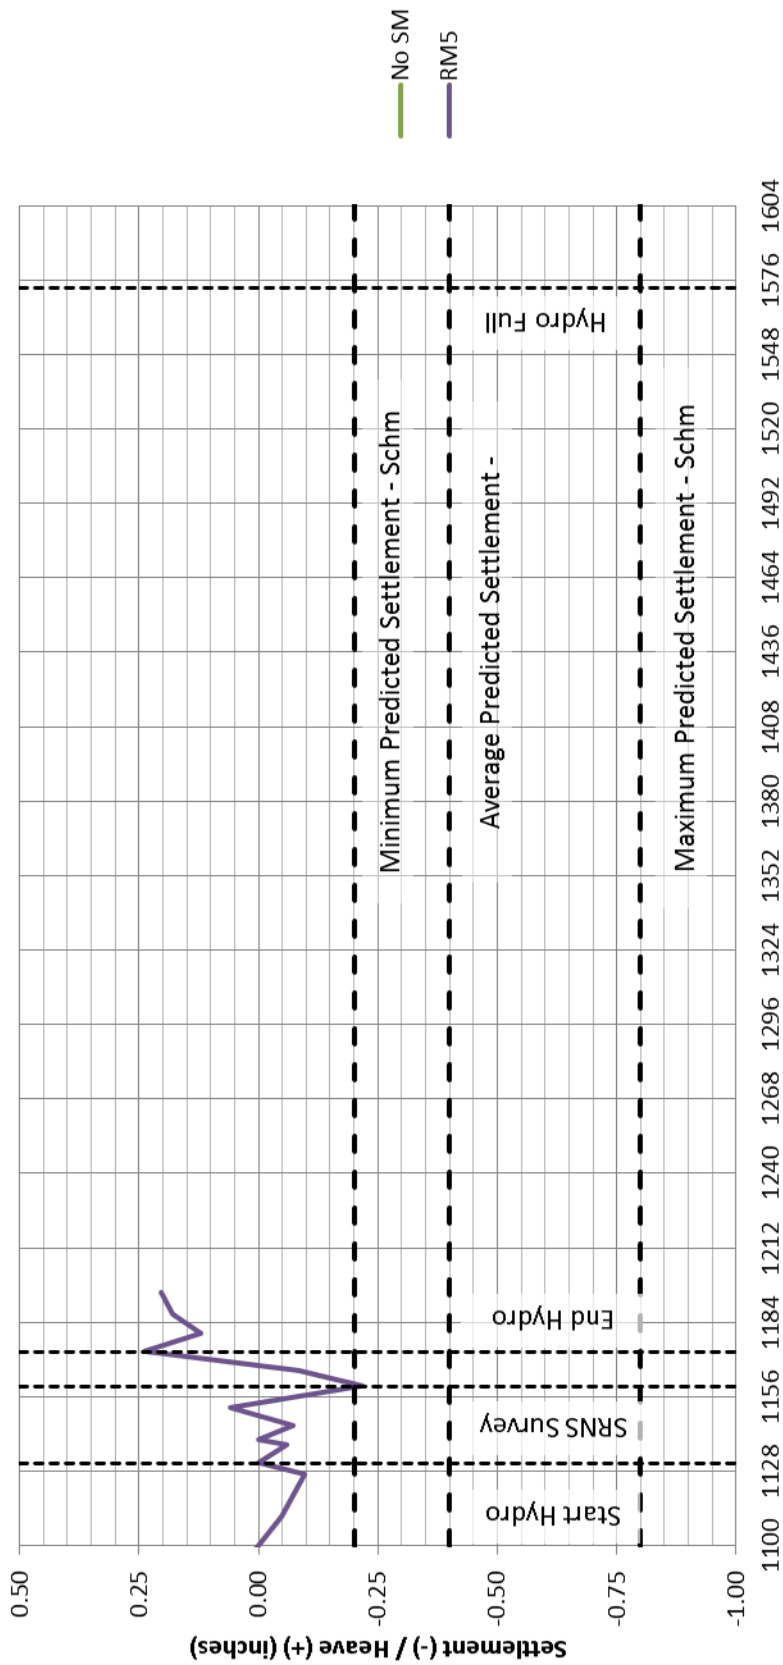 Settlement (-) / Heave (+) (inches)
0.50
0.25
0.00
-0.25
-0.50
-0.75
-1.00
1100
1128
1156
1184
1212
1240
1268
1296
1324
1352
1380
1408
1436
1464
1492
1520
1548
1576
1604
Start Hydro
SRNS Survey
End Hydro
Hydro Full
Minimum Predicted Settlement - Schm
Average Predicted Settlement -
Maximum Predicted Settlement - Schm
No SM
RM5